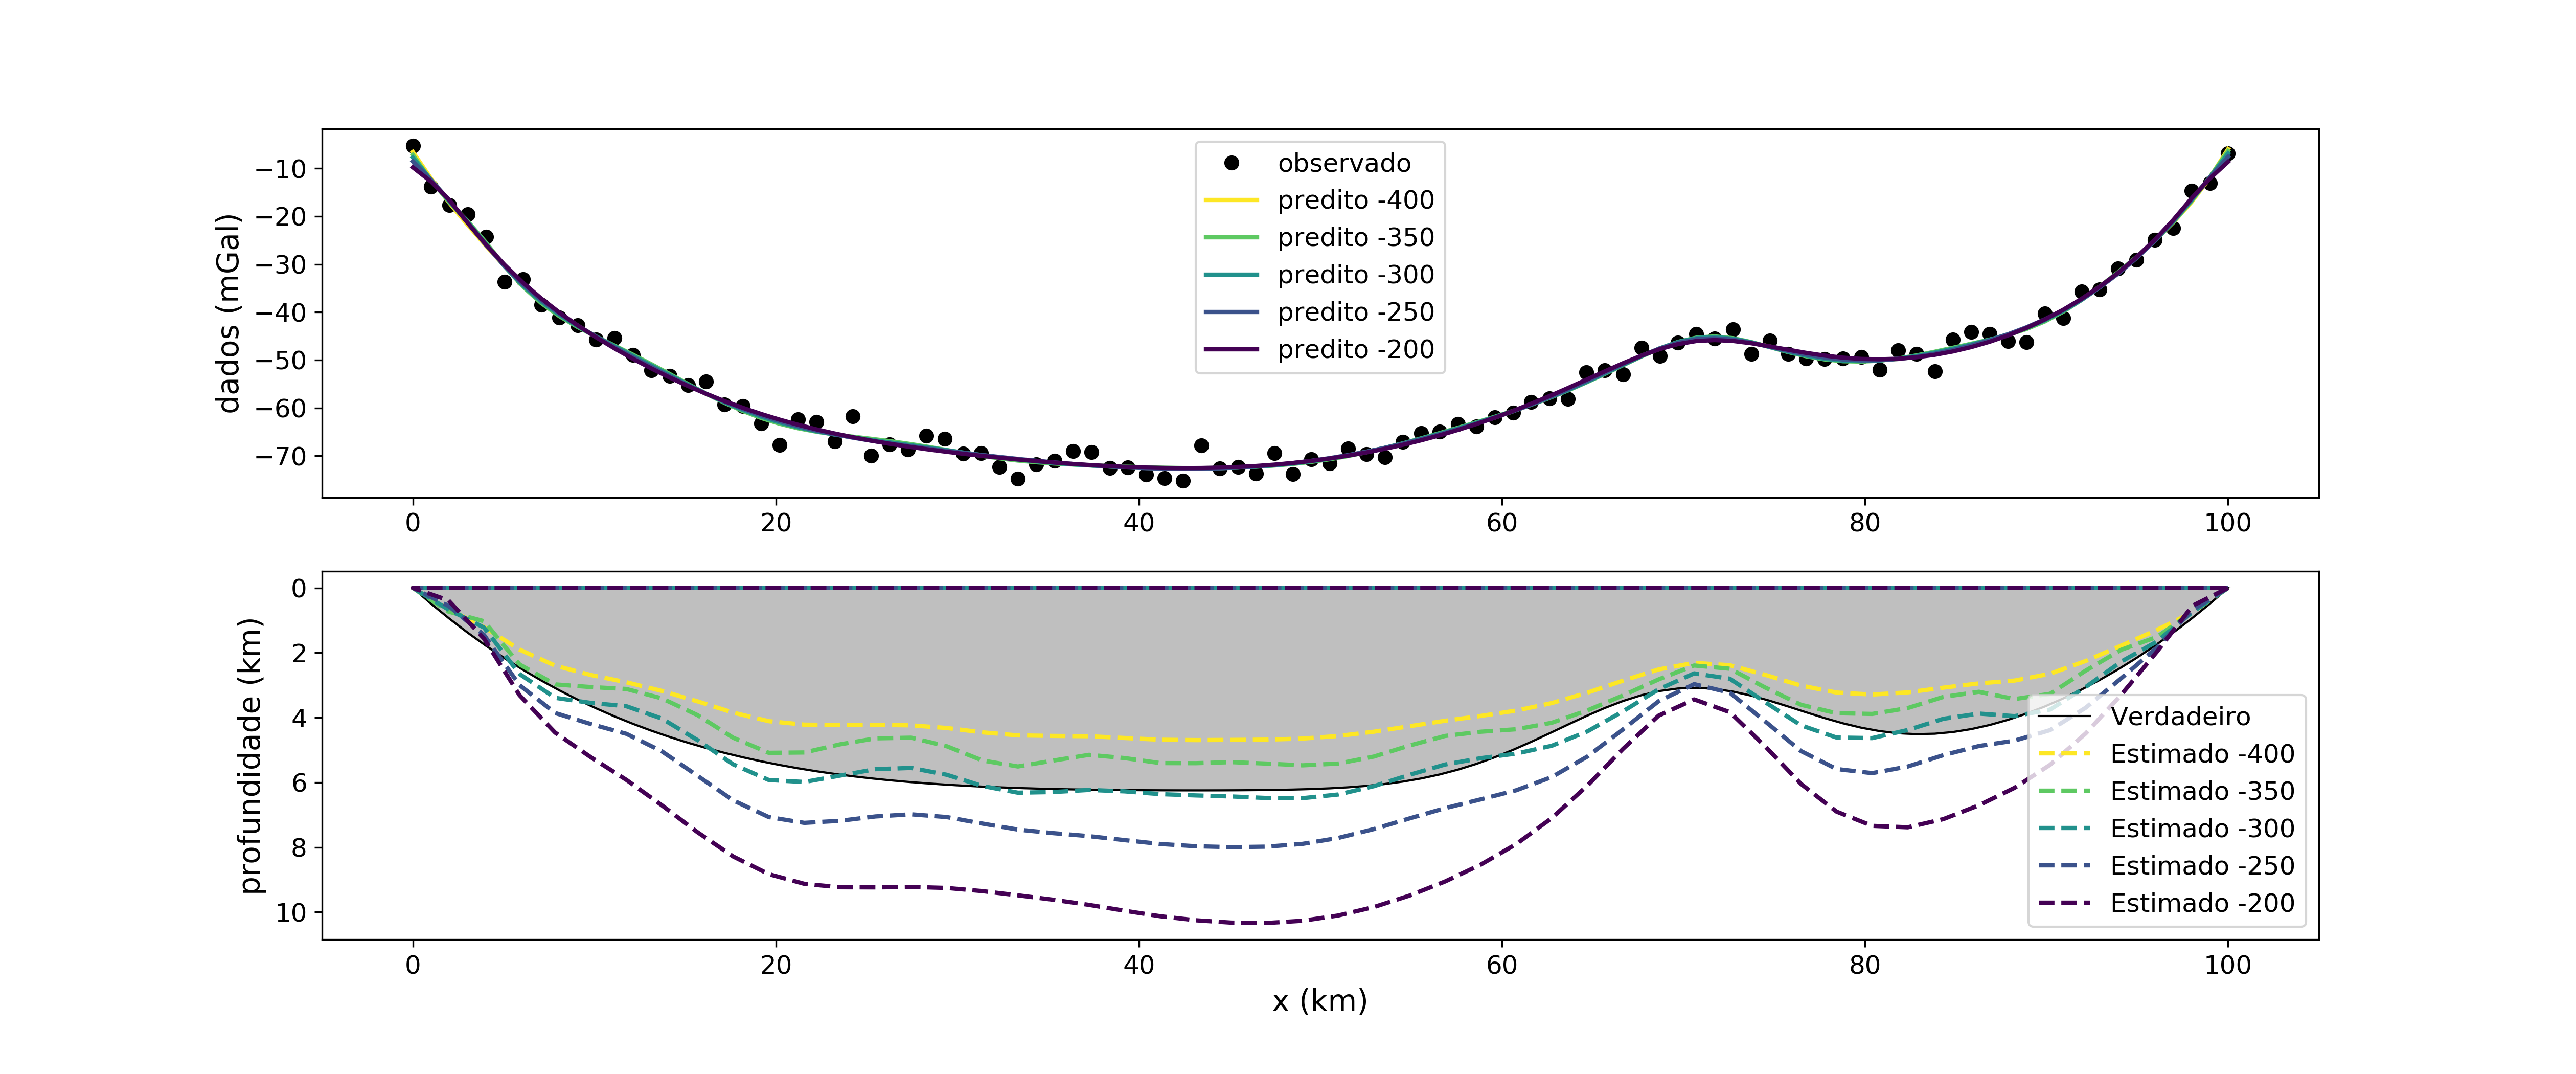 dados (mGal)
−10
−20
−30
−40
−50
−60
−70
observado
predito -400
predito -350
predito -300
predito -250
predito -200
0 20 40 60 80 100
profundidade (km)
0
2
4
6
8
10
Verdadeiro
Estimado -400
Estimado -350
Estimado -300
Estimado -250
Estimado -200
0 20 40 60 80 100
x (km)